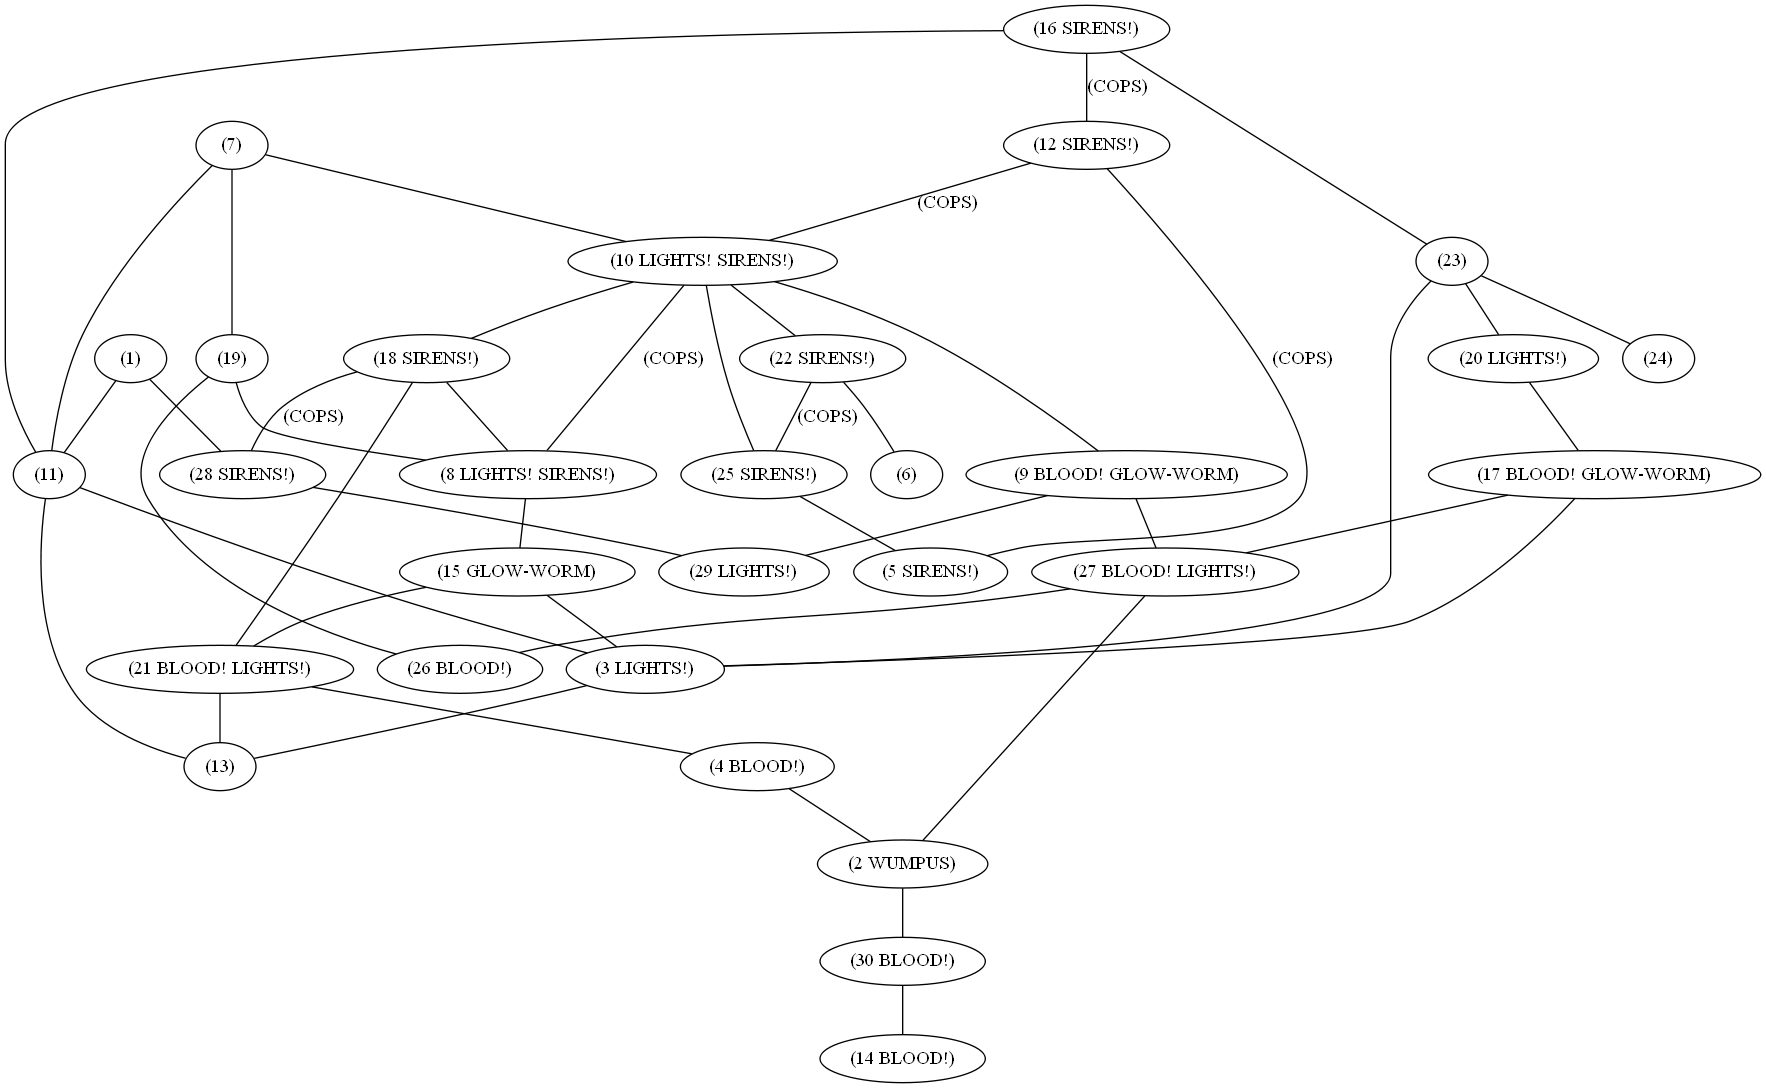 (16 SIRENS!)
(COPS)
(7)
(12 SIRENS!)
(COPS)
(10 LIGHTS! SIRENS!)
(23)
(1)
(19)
(18 SIRENS!)
(COPS)
(22 SIRENS!)
(COPS)
(20 LIGHTS!)
(24)
(COPS)
(COPS)
(11)
(28 SIRENS!)
(8 LIGHTS! SIRENS!)
(25 SIRENS!)
(6)
(9 BLOOD! GLOW-WORM)
(17 BLOOD! GLOW-WORM)
(15 GLOW-WORM)
(29 LIGHTS!)
(5 SIRENS!)
(27 BLOOD! LIGHTS!)
(21 BLOOD! LIGHTS!)
(26 BLOOD!)
(3 LIGHTS!)
(13)
(4 BLOOD!)
(2 WUMPUS)
(30 BLOOD!)
(14 BLOOD!)